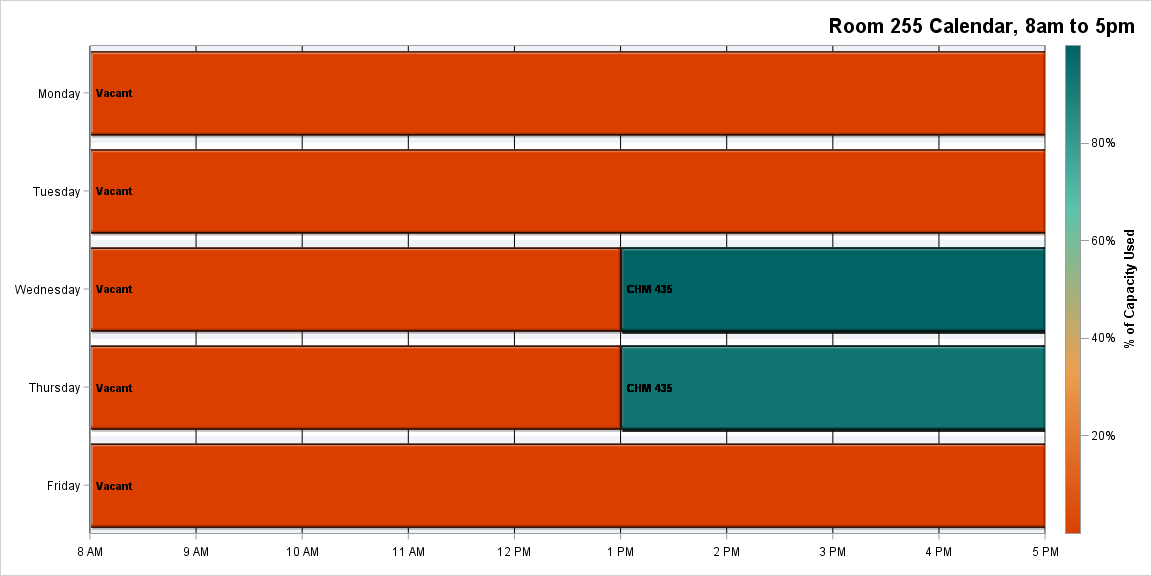 Room 255 Calendar, 8am to 5pm
Monday
Vacant
Tuesday
Vacant
Wednesday
Vacant
CHM 435
Thursday
Vacant
CHM 435
Friday
Vacant
8 AM
9 AM
10 AM
11 AM
12 PM
1 PM
2 PM
3 PM
4 PM
5 PM
80%
60%
40%
20%
% of Capacity Used